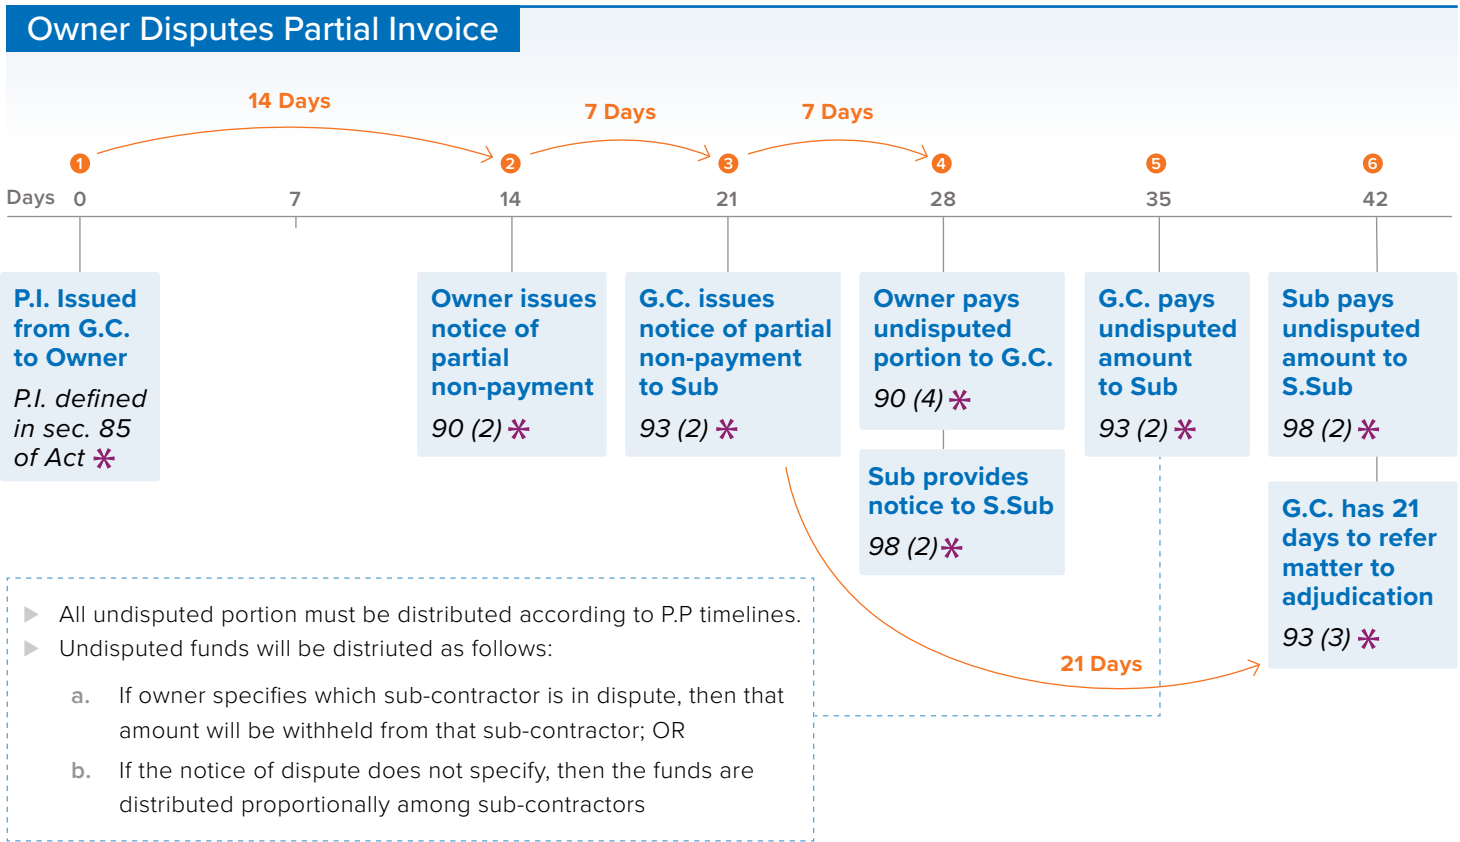 Owner Disputes Partial Invoice
14 Days
7 Days
7 Days
1
2
3
4
5
6
Days 0 7 14 21 28 35 42
P.I. Issued
from G.C.
to Owner
P.I. defined
in sec. 85
of Act *
Owner issues
notice of
partial
non-payment
90 (2) *
G.C. issues
notice of partial
non-payment
to Sub
93 (2) *
Owner pays
undisputed
portion to G.C.
90 (4) *
Sub provides
notice to S.Sub
98 (2) *
G.C. pays
undisputed
amount
to Sub
93 (2) *
Sub pays
undisputed
amount to
S.Sub
98 (2) *
G.C. has 21
days to refer
matter to
adjudication
93 (3) *
21 Days
All undisputed portion must be distributed according to P.P timelines.
Undisputed funds will be distriuted as follows:
a. If owner specifies which sub-contractor is in dispute, then that
amount will be withheld from that sub-contractor; OR
b. If the notice of dispute does not specify, then the funds are
distributed proportionally among sub-contractors